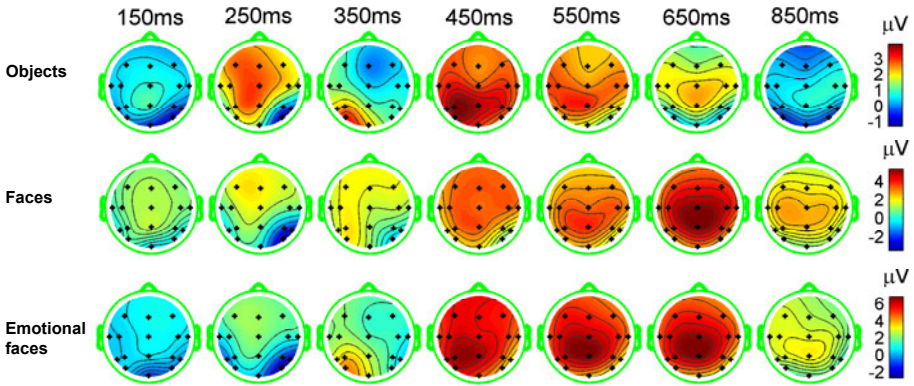 150ms 250ms 350ms 450ms 550ms 650ms 850ms
μV
Objects
3
2
1
0
-1
μV
Faces
4
2
0
-2
μV
Emotional
faces
6
4
2
0
-2